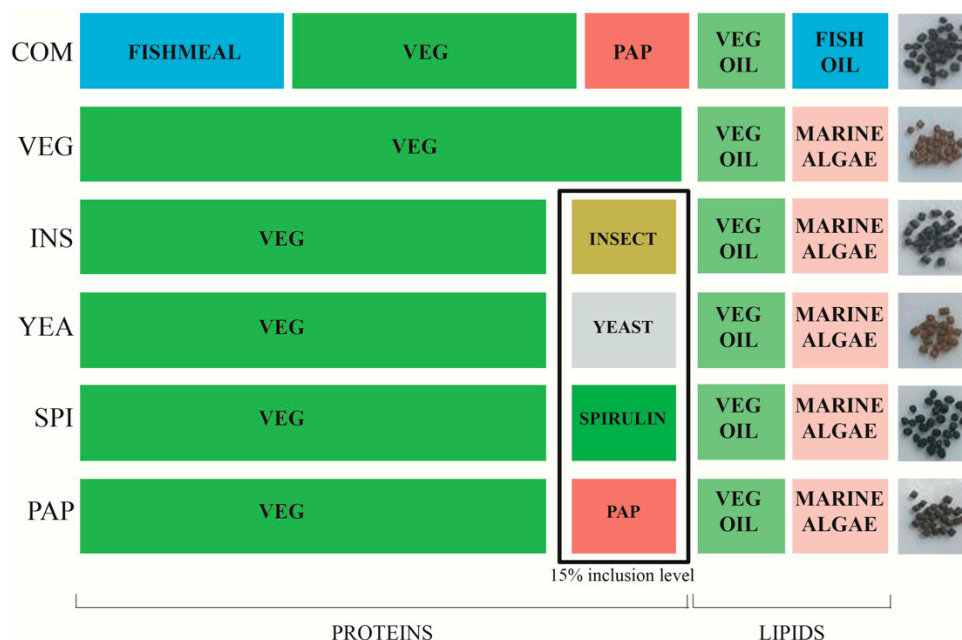 COM
FISHMEAL
VEG
PAP
VEG
OIL
FISH
OIL
VEG
VEG
VEG
OIL
MARINE
ALGAE
INS
VEG
INSECT
VEG
OIL
MARINE
ALGAE
YEA
VEG
YEAST
VEG
OIL
MARINE
ALGAE
SPI
VEG
SPIRULIN
VEG
OIL
MARINE
ALGAE
PAP
VEG
PAP
VEG
OIL
MARINE
ALGAE
15% inclusion level
PROTEINS
LIPIDS